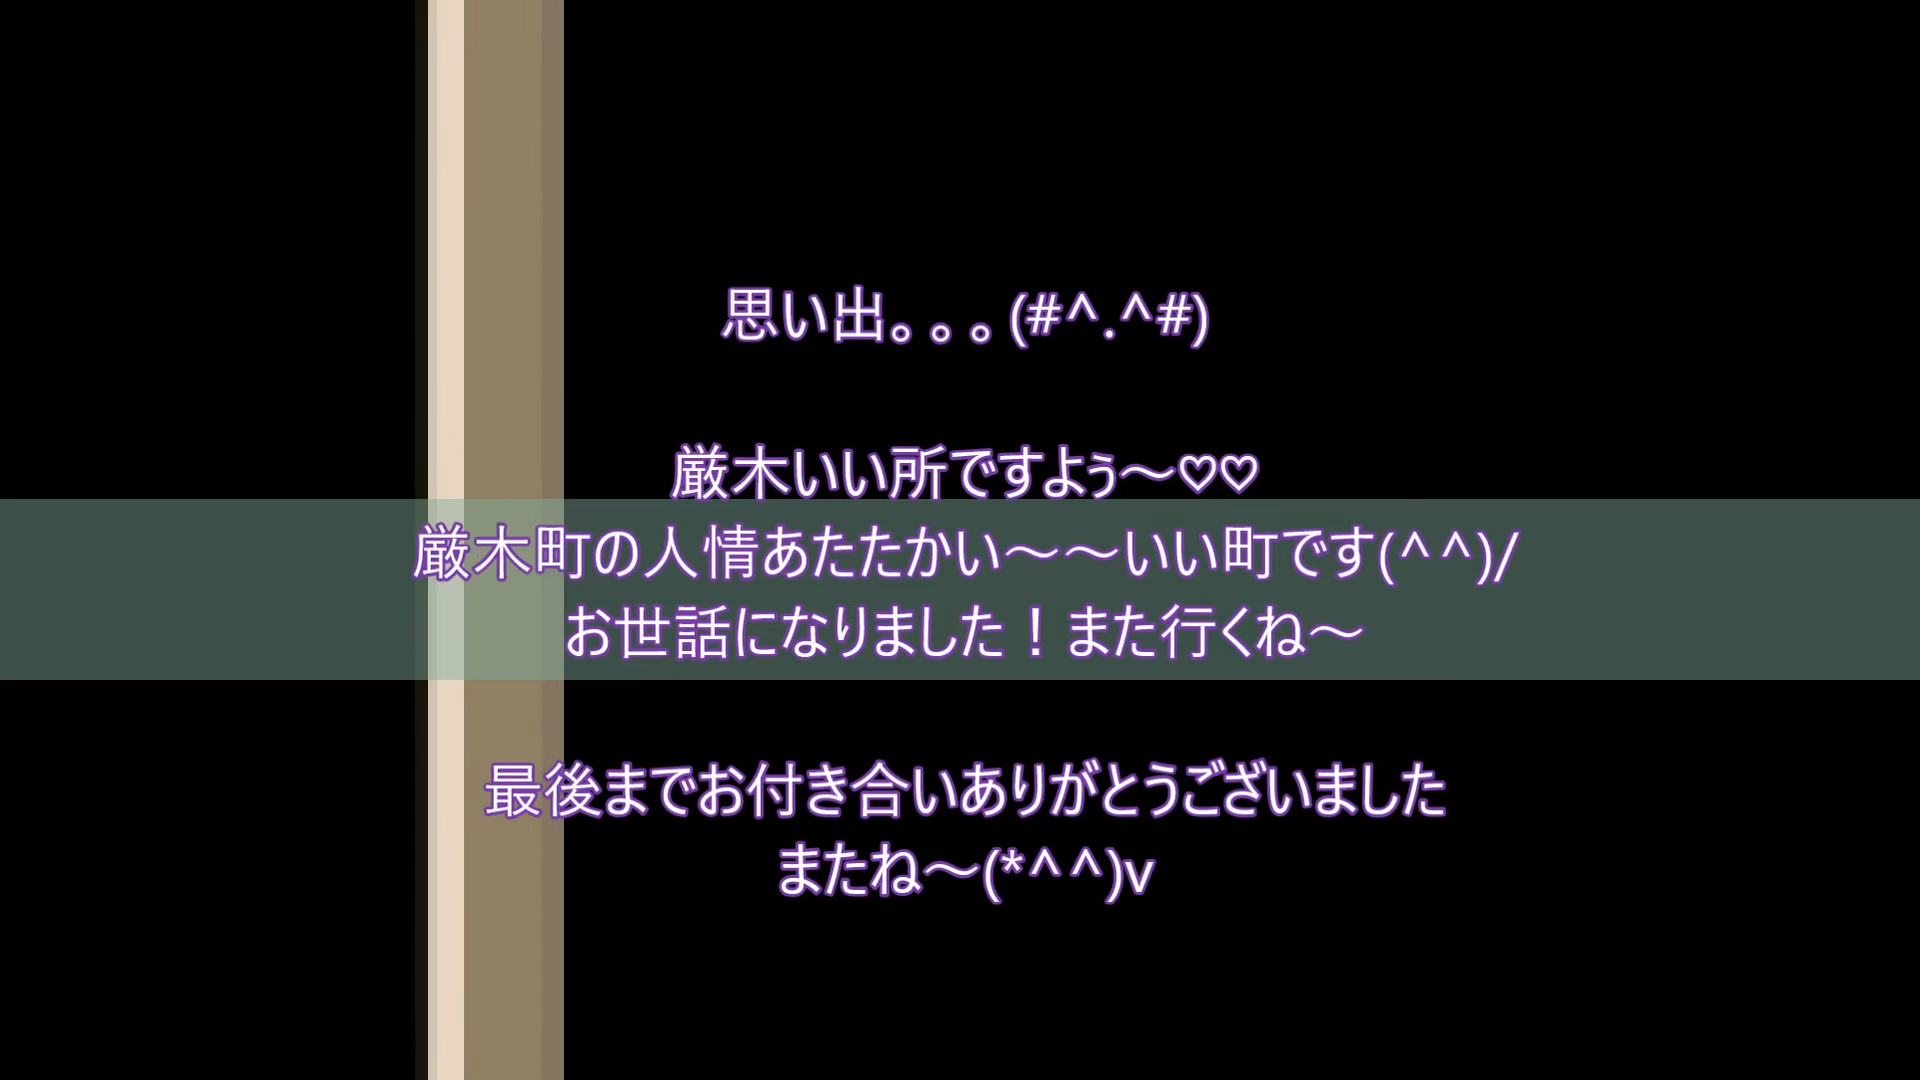 思い出。。。(#^.^#)
厳木いい所ですよぅ～♡♡
厳木町の人情あたたかい～～いい町です(^^)/
お世話になりました！また行くね～
最後までお付き合いありがとうございました
またね～(*^^)v